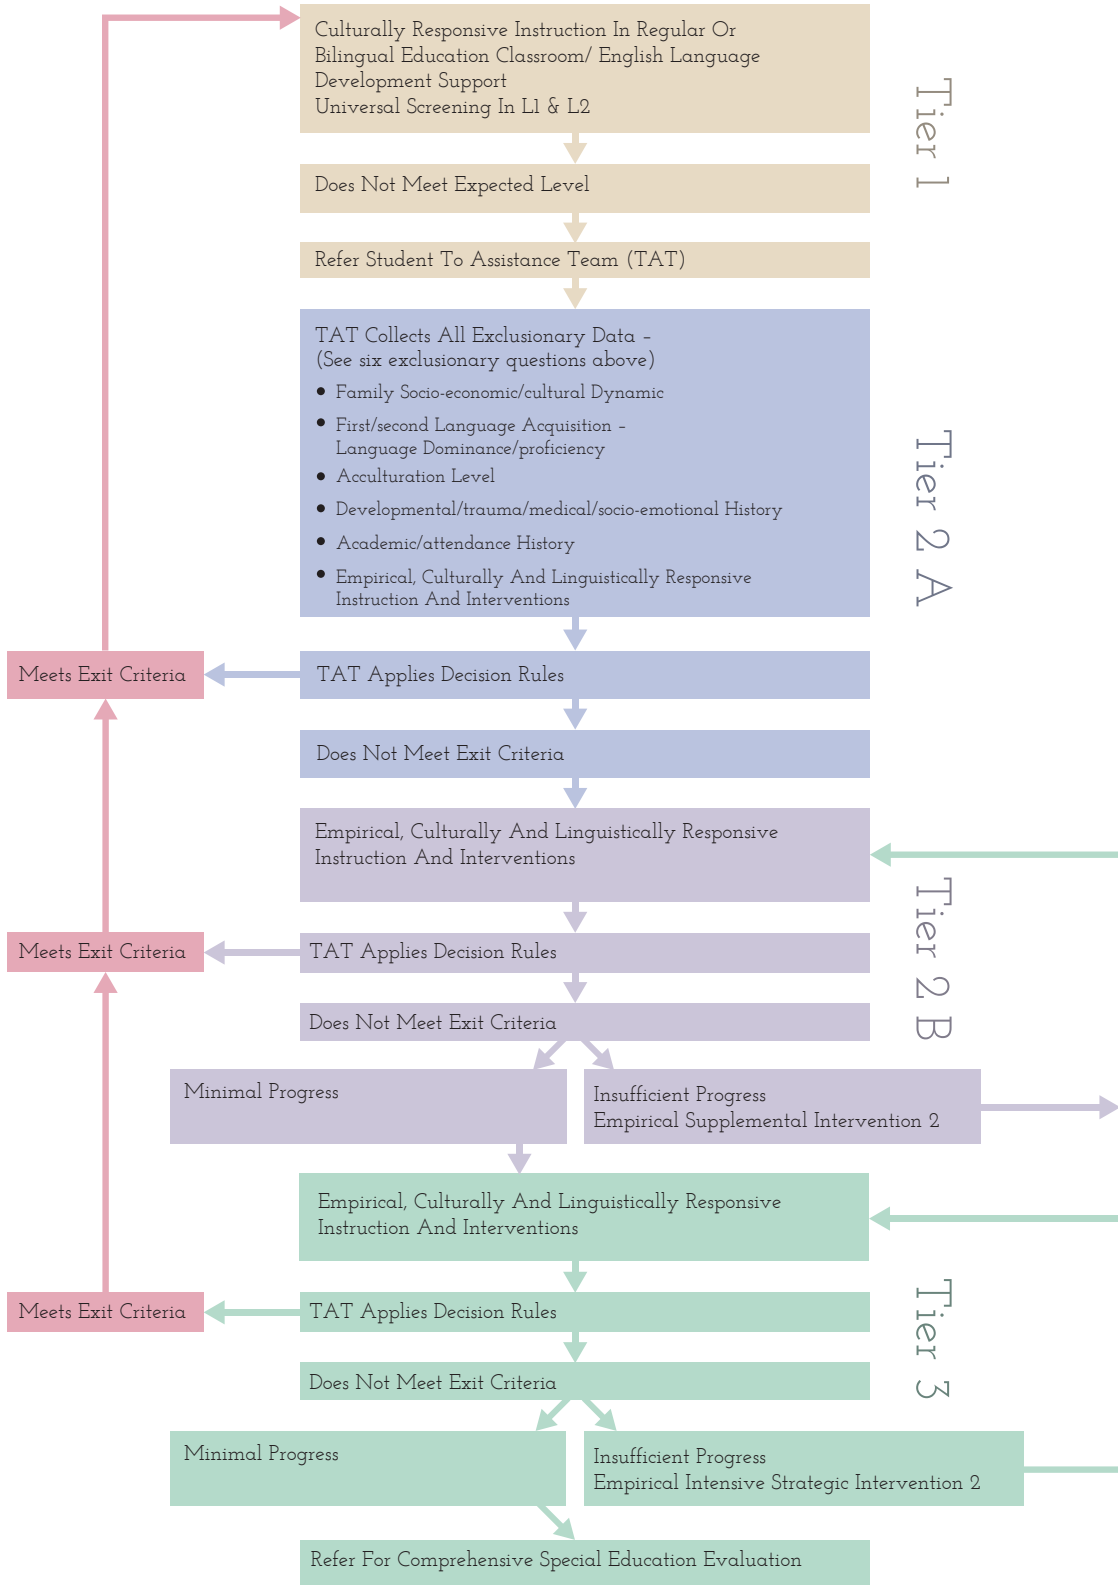 Culturally Responsive Instruction In Regular Or
Bilingual Education Classroom/ English Language
Development Support
Universal Screening In L1 & L2
Tier 1
Does Not Meet Expected Level
Refer Student To Assistance Team (TAT)
TAT Collects All Exclusionary Data –
(See six exclusionary questions above)
• Family Socio-economic/cultural Dynamic
• First/second Language Acquisition –
Language Dominance/proficiency
• Acculturation Level
• Developmental/trauma/medical/socio-emotional History
• Academic/attendance History
• Empirical, Culturally And Linguistically Responsive
Instruction And Interventions
Tier 2 A
Meets Exit Criteria
TAT Applies Decision Rules
Does Not Meet Exit Criteria
Empirical, Culturally And Linguistically Responsive
Instruction And Interventions
Tier 2 B
Meets Exit Criteria
TAT Applies Decision Rules
Does Not Meet Exit Criteria
Minimal Progress
Insufficient Progress
Empirical Supplemental Intervention 2
Empirical, Culturally And Linguistically Responsive
Instruction And Interventions
Tier 3
Meets Exit Criteria
TAT Applies Decision Rules
Does Not Meet Exit Criteria
Minimal Progress
Insufficient Progress
Empirical Intensive Strategic Intervention 2
Refer For Comprehensive Special Education Evaluation